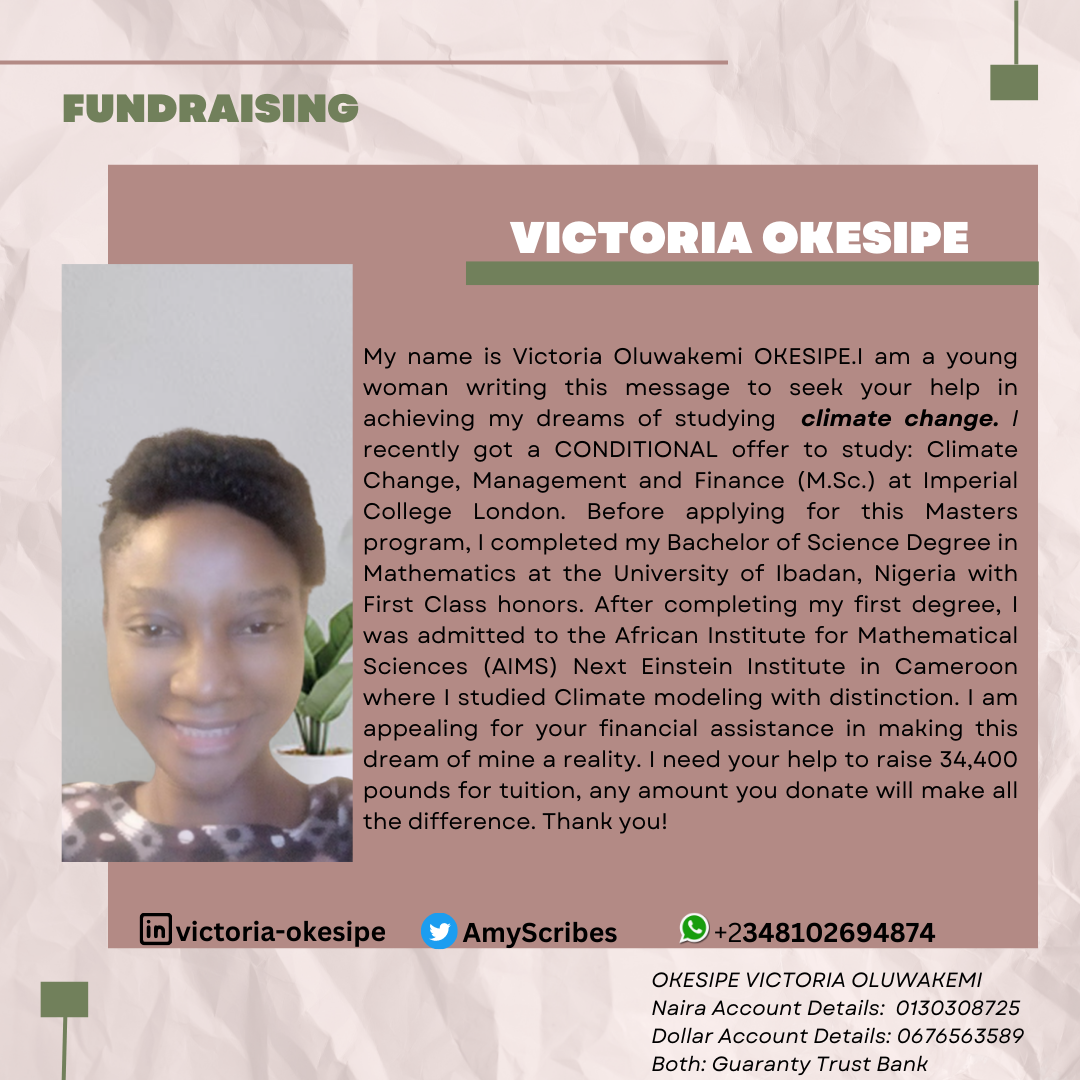 FUNDRAISING
VICTORIA OKESIPE
My name is Victoria Oluwakemi OKESIPE.I am a young
woman writing this message to seek your help in
achieving my dreams of studying climate change. I
recently got a CONDITIONAL offer to study: Climate
Change, Management and Finance (M.Sc.) at Imperial
College London. Before applying for this Masters
program, I completed my Bachelor of Science Degree in
Mathematics at the University of Ibadan, Nigeria with
First Class honors. After completing my first degree, I
was admitted to the African Institute for Mathematical
Sciences (AIMS) Next Einstein Institute in Cameroon
where I studied Climate modeling with distinction. I am
appealing for your financial assistance in making this
dream of mine a reality. I need your help to raise 34,400
pounds for tuition, any amount you donate will make all
the difference. Thank you!
in victoria-okesipe AmyScribes +2348102694874
OKESIPE VICTORIA OLUWAKEMI
Naira Account Details: 0130308725
Dollar Account Details: 0676563589
Both: Guaranty Trust Bank